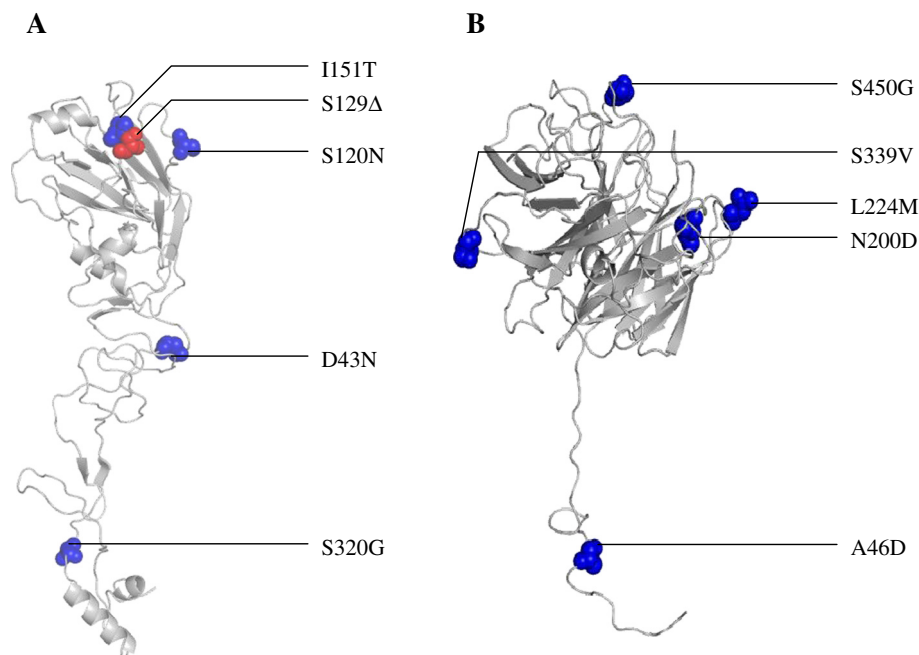 A
I151T
S129Δ
S120N
D43N
S320G
B
S450G
S339V
L224M
N200D
A46D